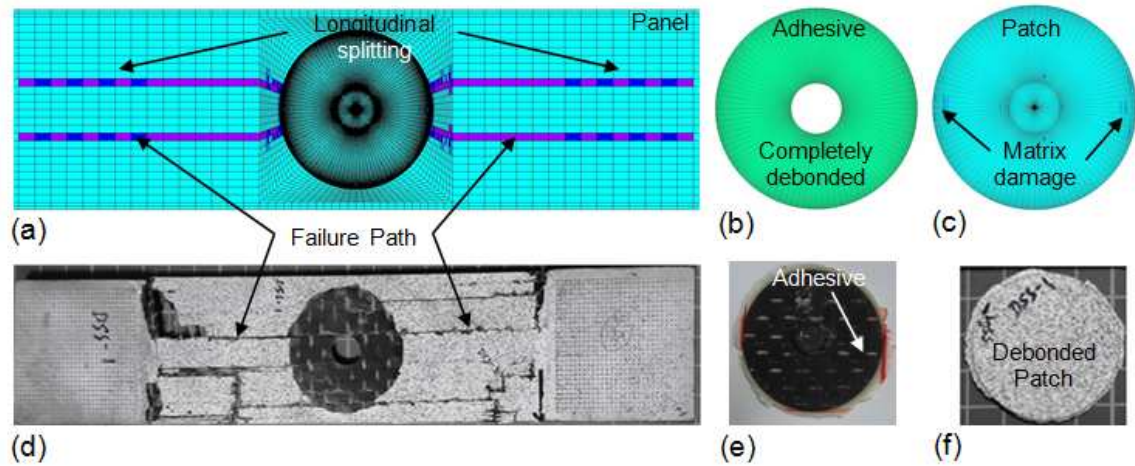 Longitudinal
splitting
Panel
Adhesive
Completely
debonded
Patch
Matrix
damage
(a)
(b)
(c)
Failure Path
DSS-1
Adhesive
DSS-1
Debonded
Patch
(d)
(e)
(f)